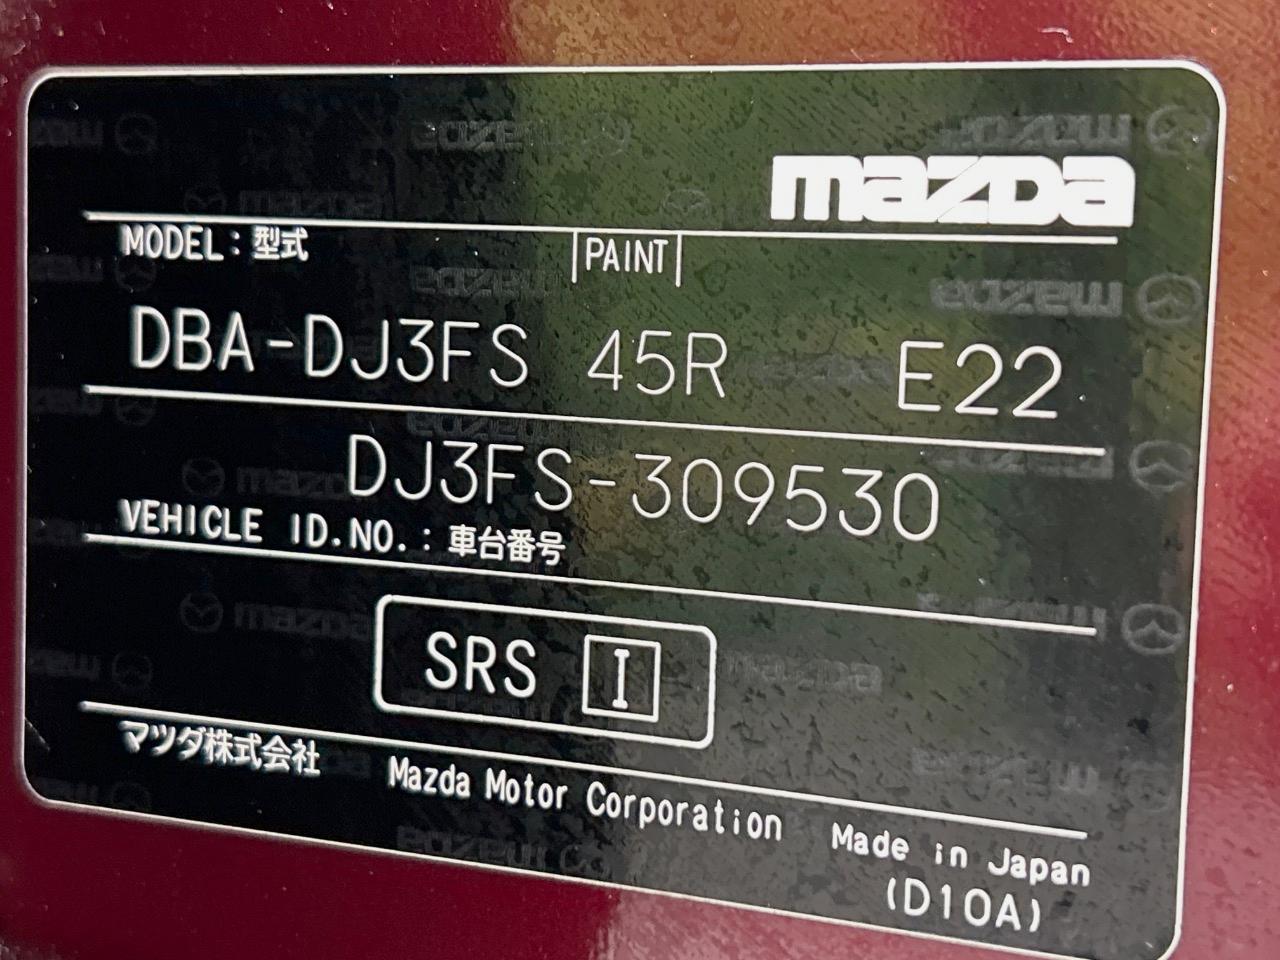 mazda
MODEL：型式 PAINT
DBA-DJ3FS 45R E22
DJ3FS-309530
VEHICLE ID.NO.：車台番号
SRS I
マツダ株式会社 Mazda Motor Corporation Made in Japan
(D10A)